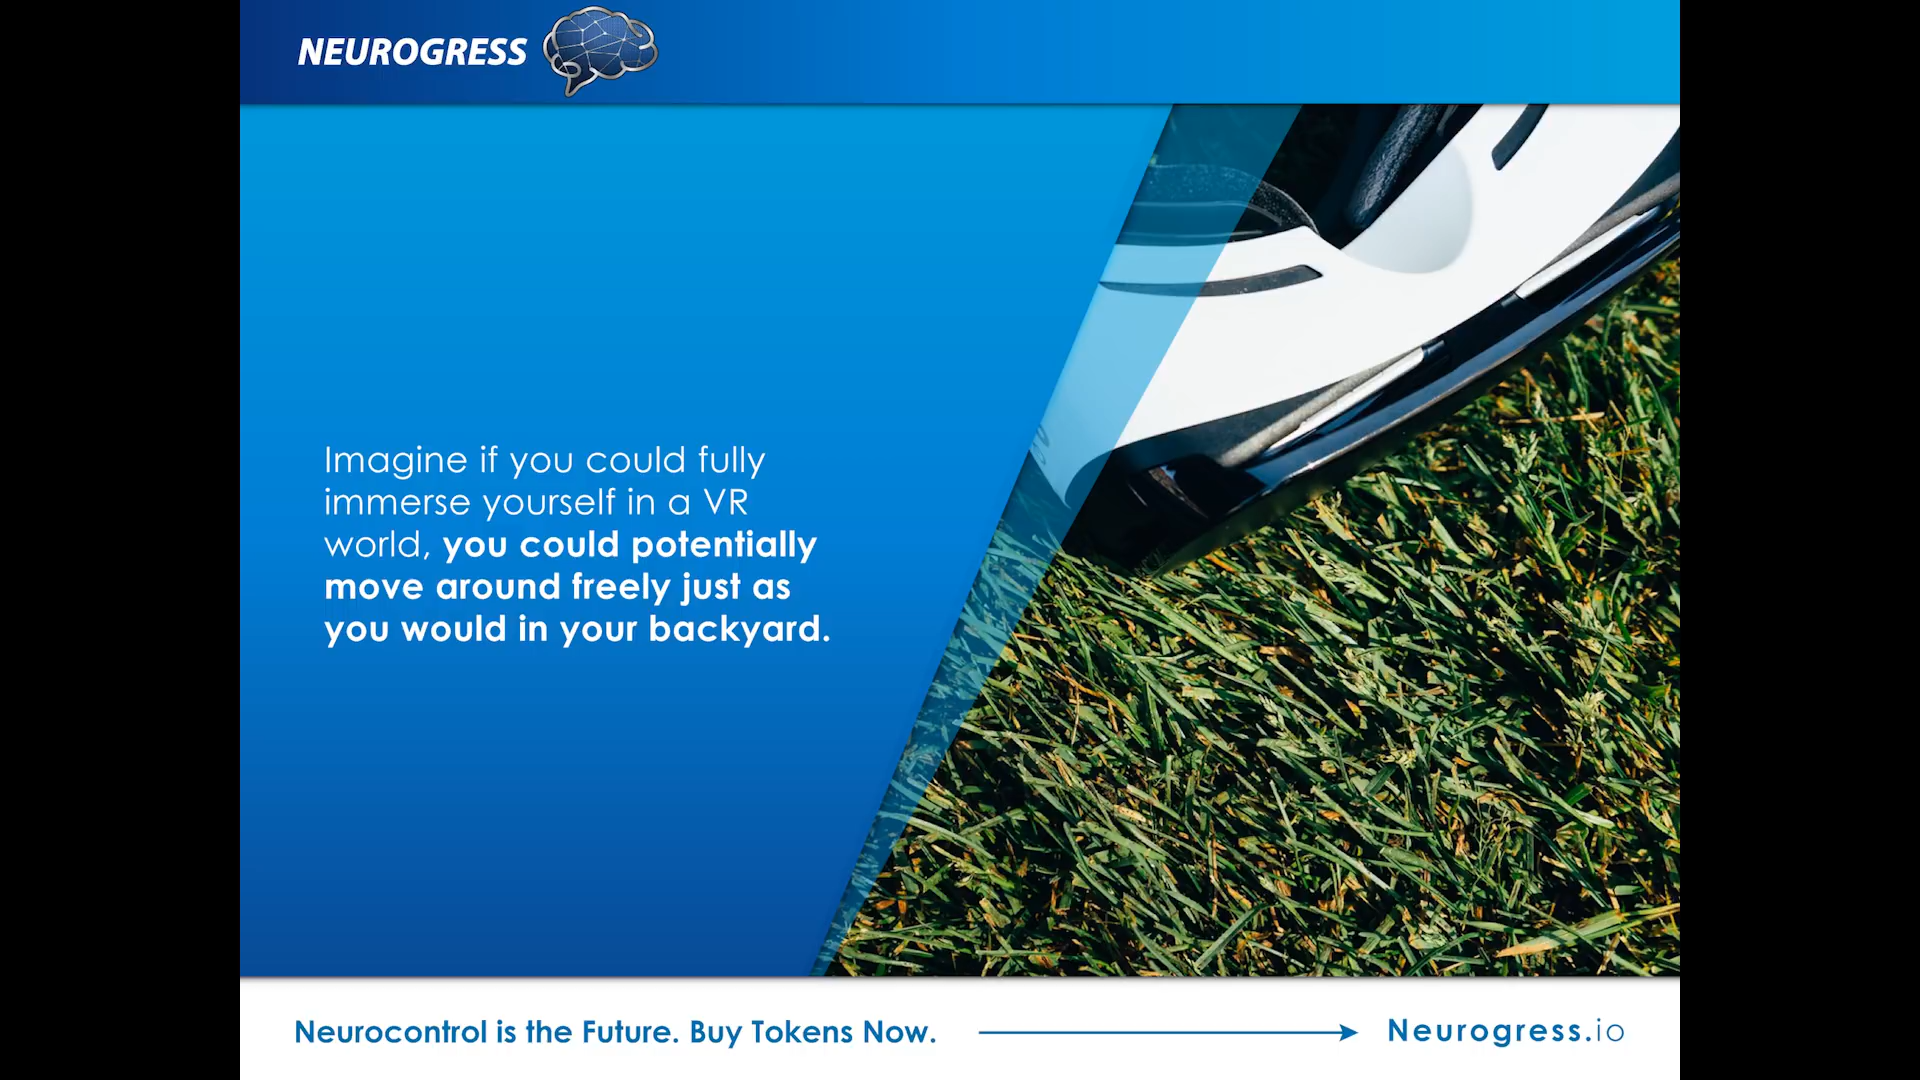 NEUROGRESS
Imagine if you could fully
immerse yourself in a VR
world, you could potentially
move around freely just as
you would in your backyard.
Neurocontrol is the Future. Buy Tokens Now.
Neurogress.io